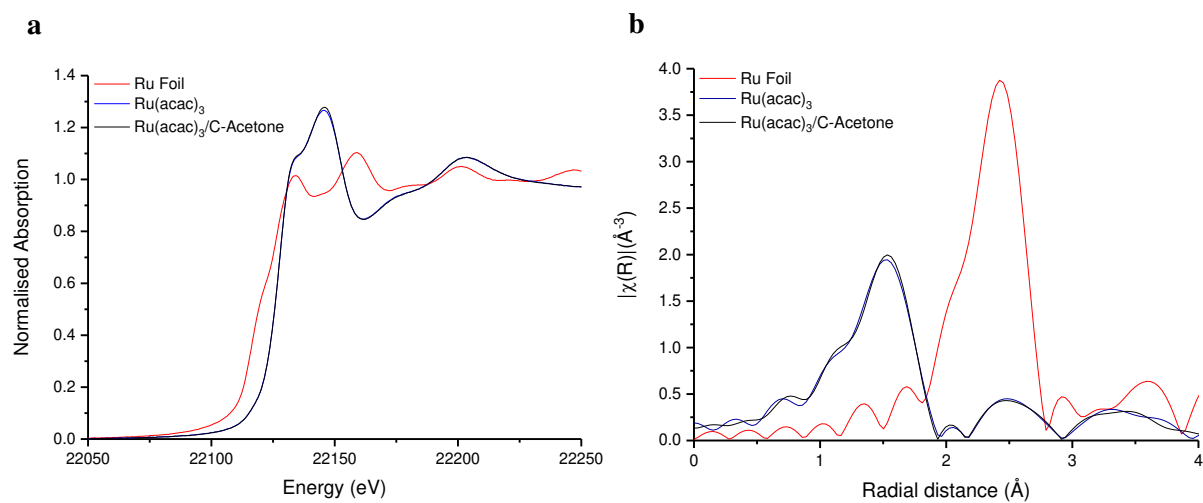 a
Ru Foil
Ru(acac)3
Ru(acac)3/C-Acetone
1.4
1.2
1.0
0.8
0.6
0.4
0.2
0.0
Normalised Absorption
22050
22100
22150
22200
22250
Energy (eV)
b
Ru Foil
Ru(acac)3
Ru(acac)3/C-Acetone
4.0
3.5
3.0
2.5
2.0
1.5
1.0
0.5
0.0
|χ(R)|(Å-3)
0
1
2
3
4
Radial distance (Å)